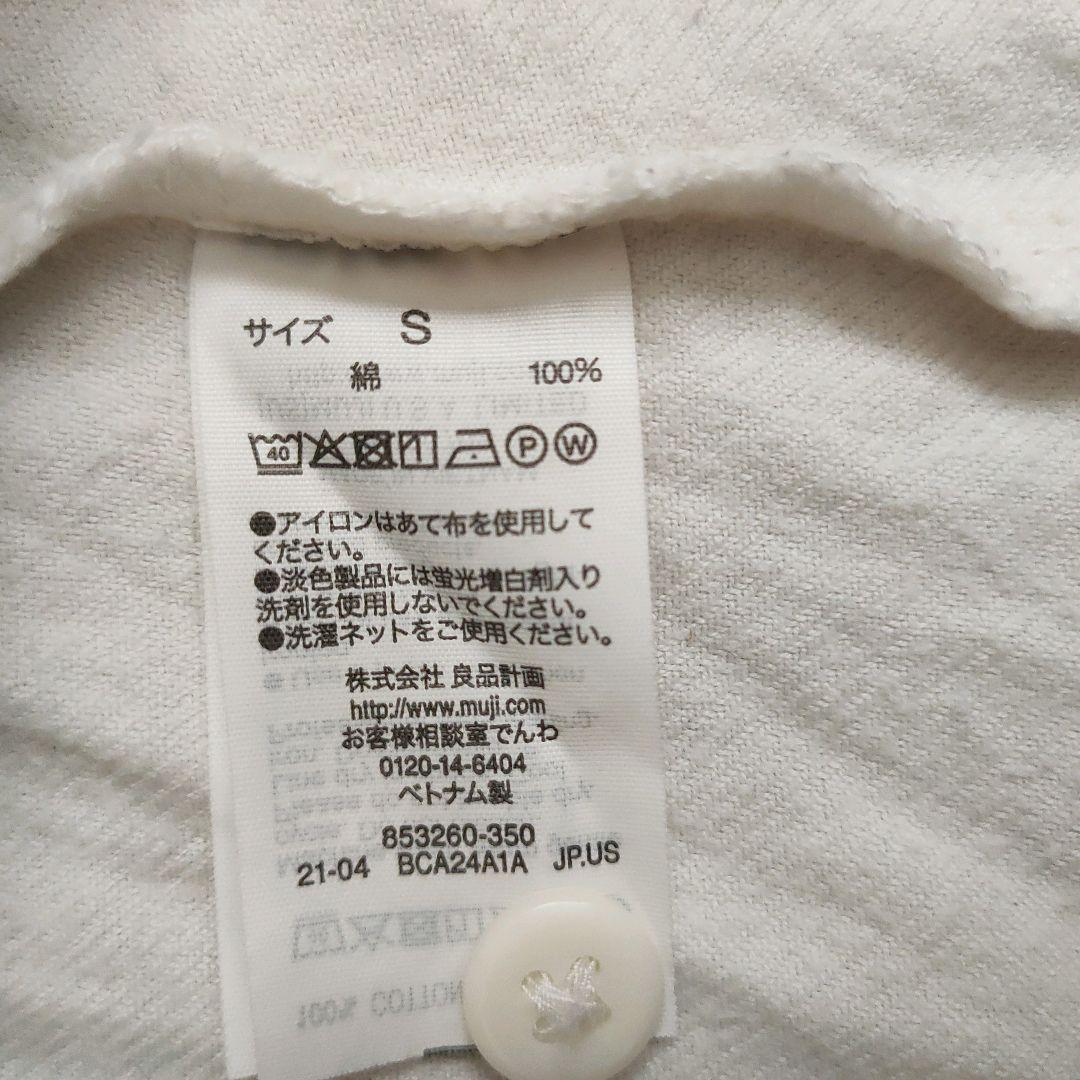 サイズ S
綿 100%
40 P W
●アイロンはあて布を使用して
ください。
●淡色製品には蛍光増白剤入り
洗剤を使用しないでください。
●洗濯ネットをご使用ください。
株式会社 良品計画
http://www.muji.com
お客様相談室でんわ
0120-14-6404
ベトナム製
853260-350
21-04 BCA24A1A JP.US
100% COTTON